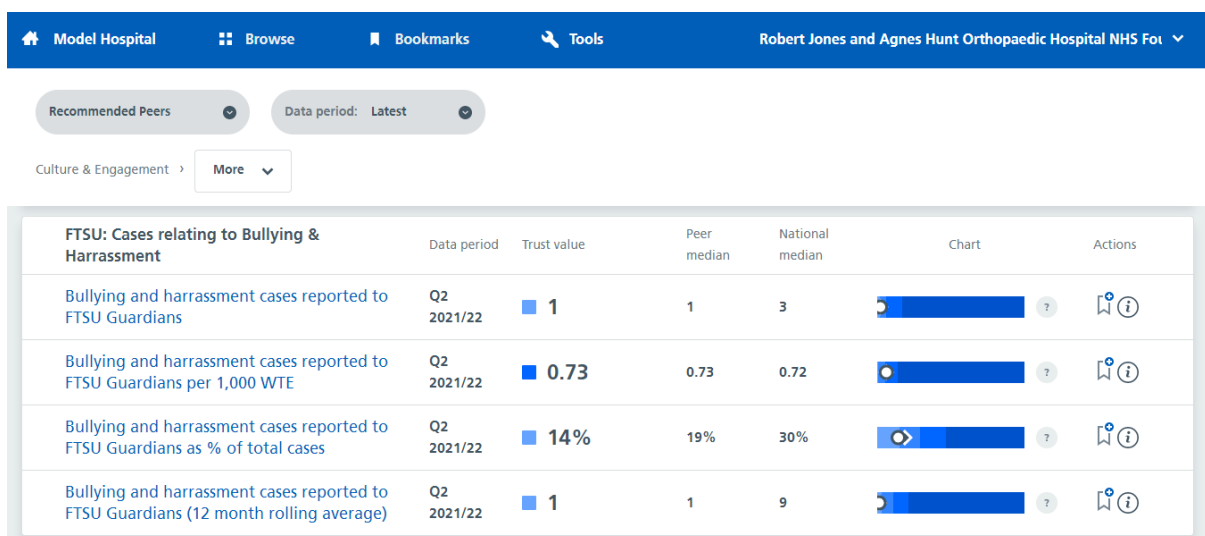 Model Hospital Browse Bookmarks Tools Robert Jones and Agnes Hunt Orthopaedic Hospital NHS Fou
Recommended Peers Data period: Latest
Culture & Engagement › More
FTSU: Cases relating to Bullying &
Harrassment
Data period Trust value Peer
median National
median Chart Actions
Bullying and harrassment cases reported to
FTSU Guardians
Q2
2021/22 1 1 3 ? i
Bullying and harrassment cases reported to
FTSU Guardians per 1,000 WTE
Q2
2021/22 0.73 0.73 0.72 ? i
Bullying and harrassment cases reported to
FTSU Guardians as % of total cases
Q2
2021/22 14% 19% 30% ? i
Bullying and harrassment cases reported to
FTSU Guardians (12 month rolling average)
Q2
2021/22 1 1 9 ? i